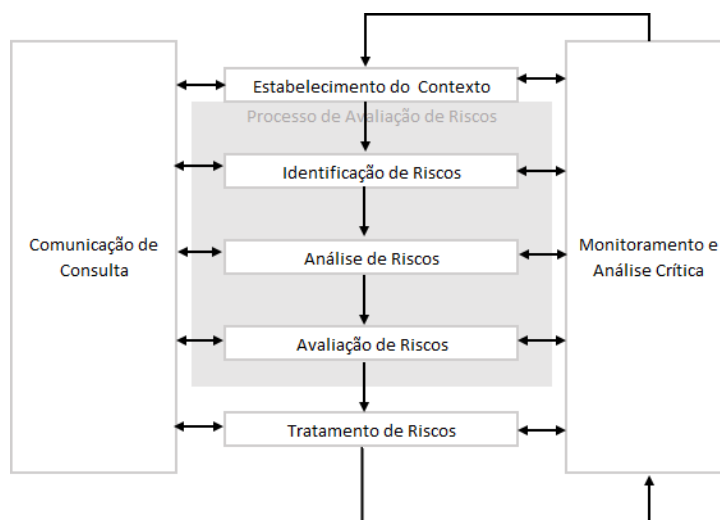 Estabelecimento do Contexto
Processo de Avaliação de Riscos
Identificação de Riscos
Comunicação de
Consulta
Análise de Riscos
Monitoramento e
Análise Crítica
Avaliação de Riscos
Tratamento de Riscos